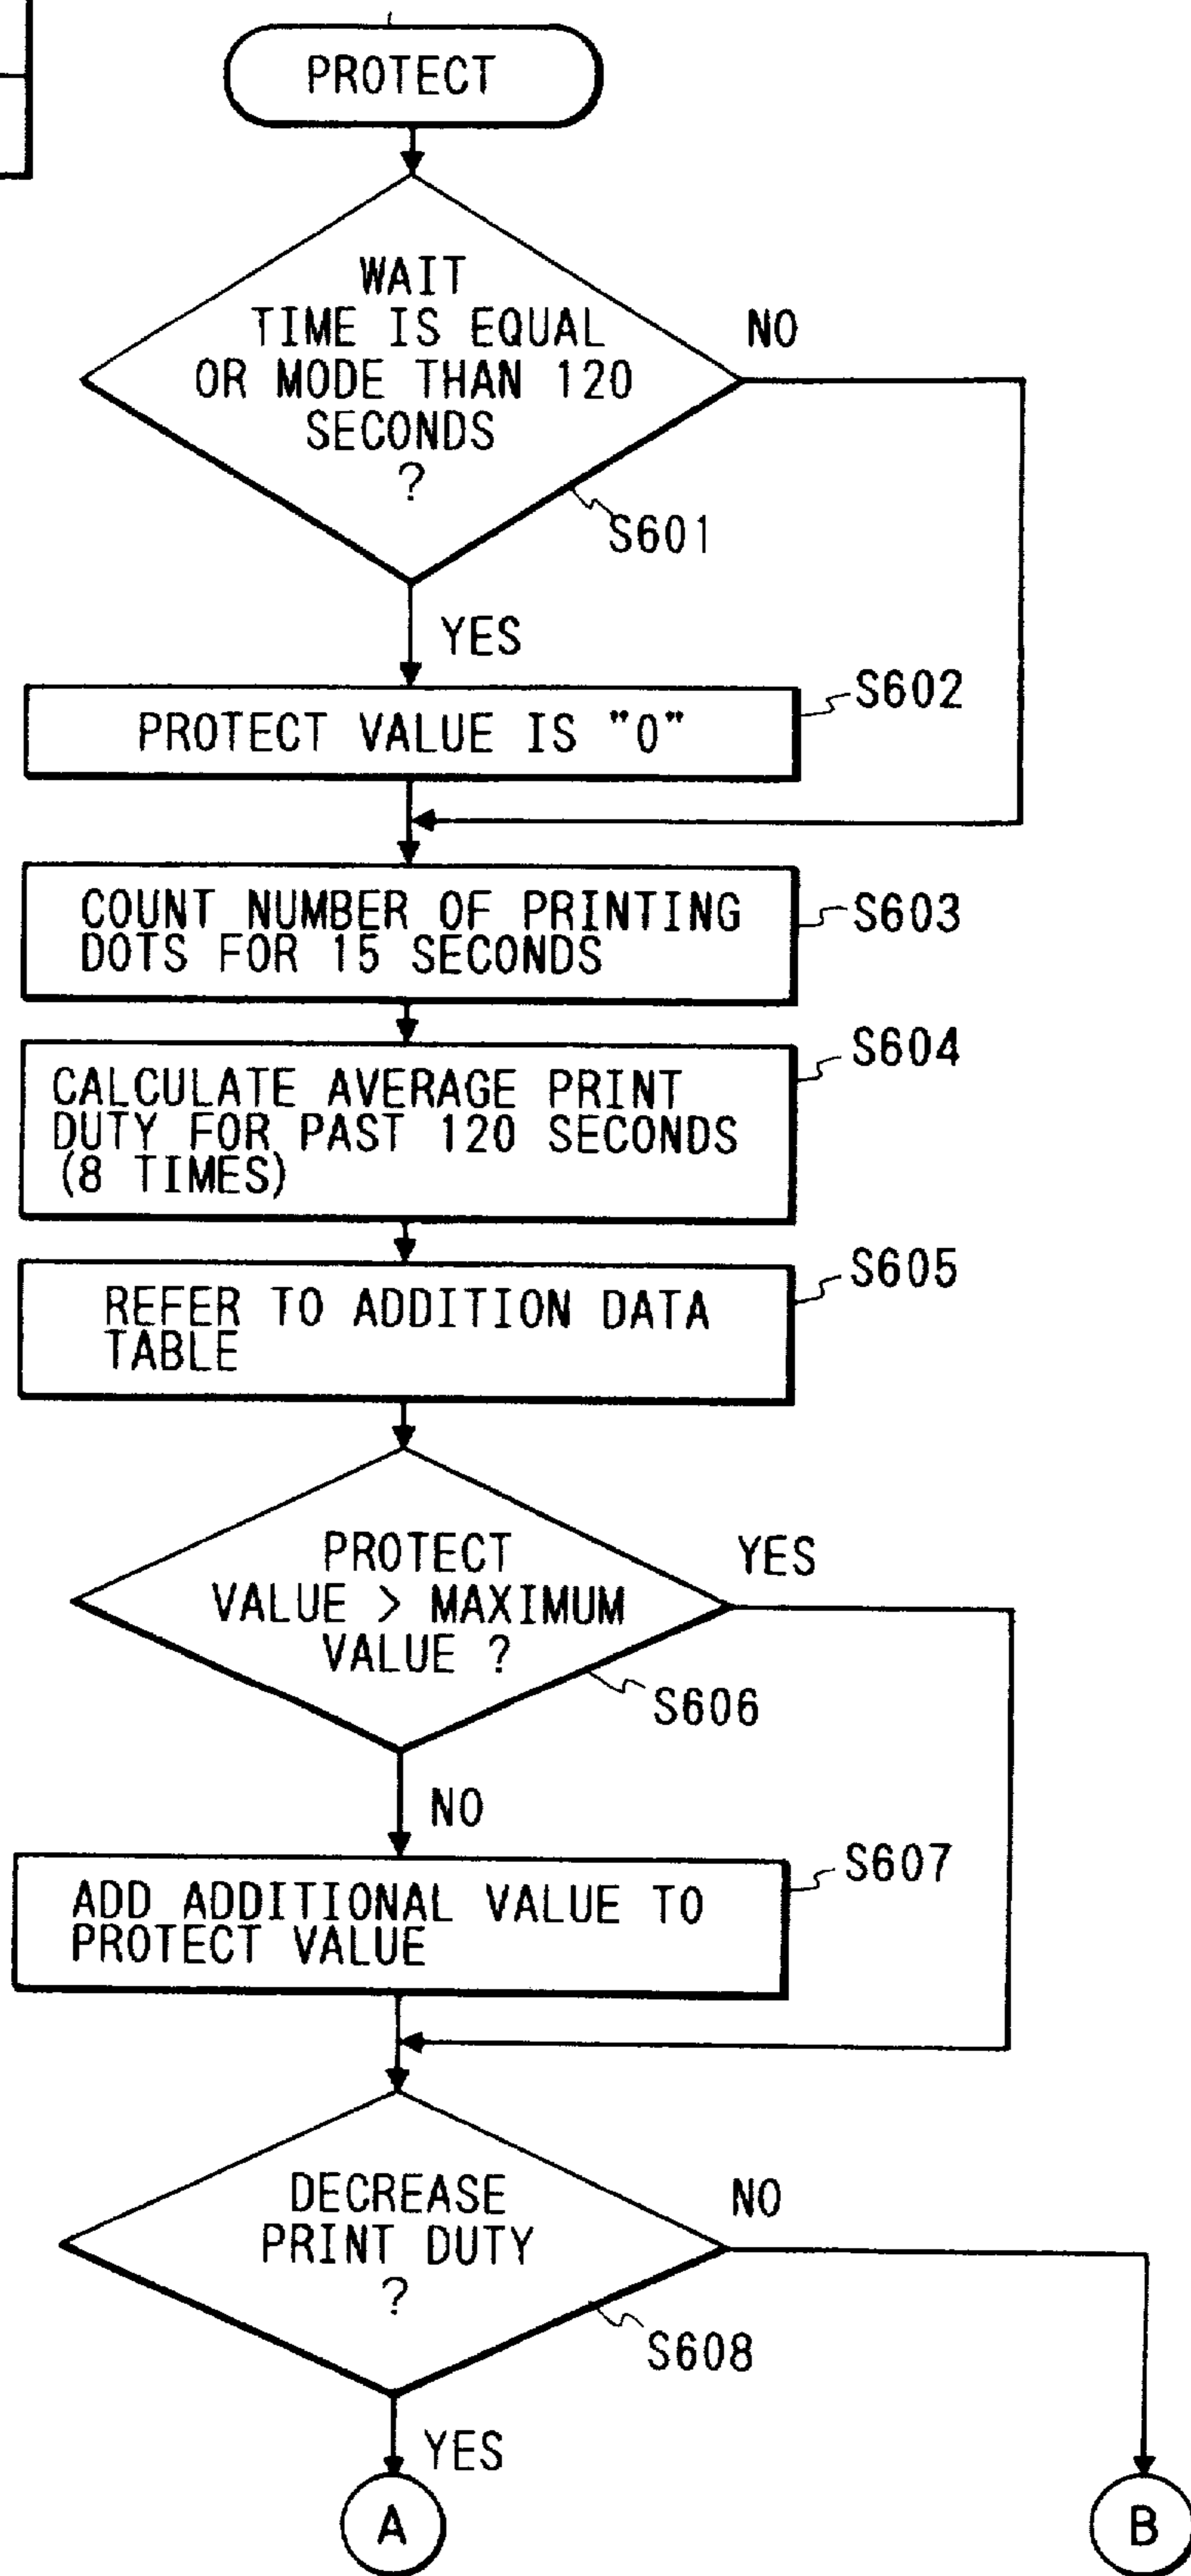 PROTECT
WAIT
TIME IS EQUAL
OR MODE THAN 120
SECONDS
?
NO
S601
YES
S602
PROTECT VALUE IS "0"
COUNT NUMBER OF PRINTING
DOTS FOR 15 SECONDS
S603
S604
CALCULATE AVERAGE PRINT
DUTY FOR PAST 120 SECONDS
(8 TIMES)
S605
REFER TO ADDITION DATA
TABLE
PROTECT
VALUE > MAXIMUM
VALUE ?
YES
S606
NO
S607
ADD ADDITIONAL VALUE TO
PROTECT VALUE
DECREASE
PRINT DUTY
?
NO
S608
YES
A
B